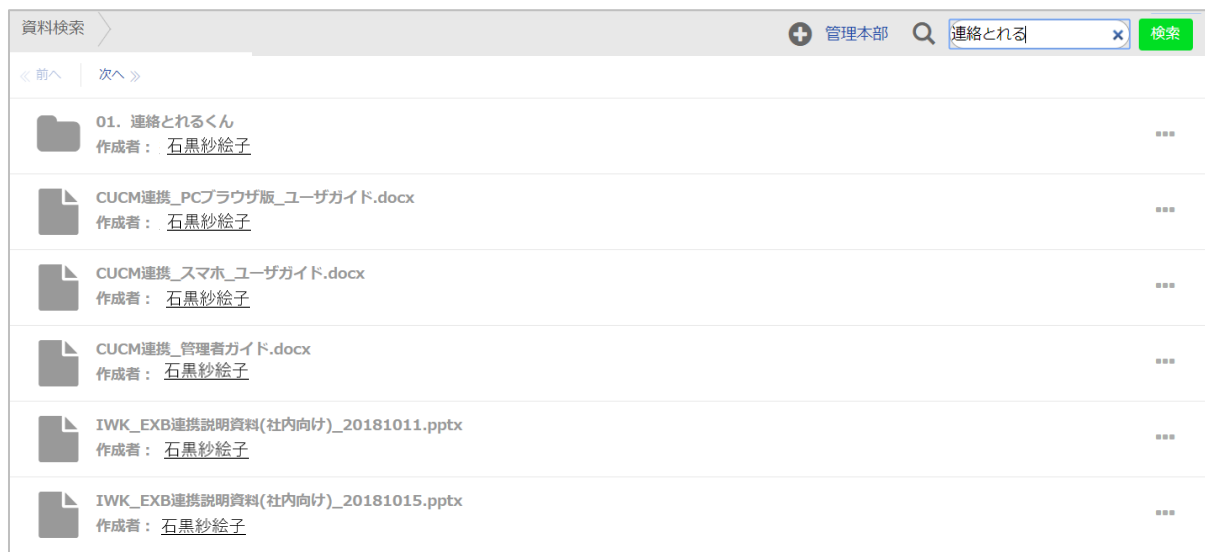 資料検索
管理本部
連絡とれる
検索
≪ 前へ 次へ ≫
01. 連絡とれるくん
作成者： 石黒紗絵子
CUCM連携_PCブラウザ版_ユーザガイド.docx
作成者： 石黒紗絵子
CUCM連携_スマホ_ユーザガイド.docx
作成者： 石黒紗絵子
CUCM連携_管理者ガイド.docx
作成者： 石黒紗絵子
IWK_EXB連携説明資料(社内向け)_20181011.pptx
作成者： 石黒紗絵子
IWK_EXB連携説明資料(社内向け)_20181015.pptx
作成者： 石黒紗絵子